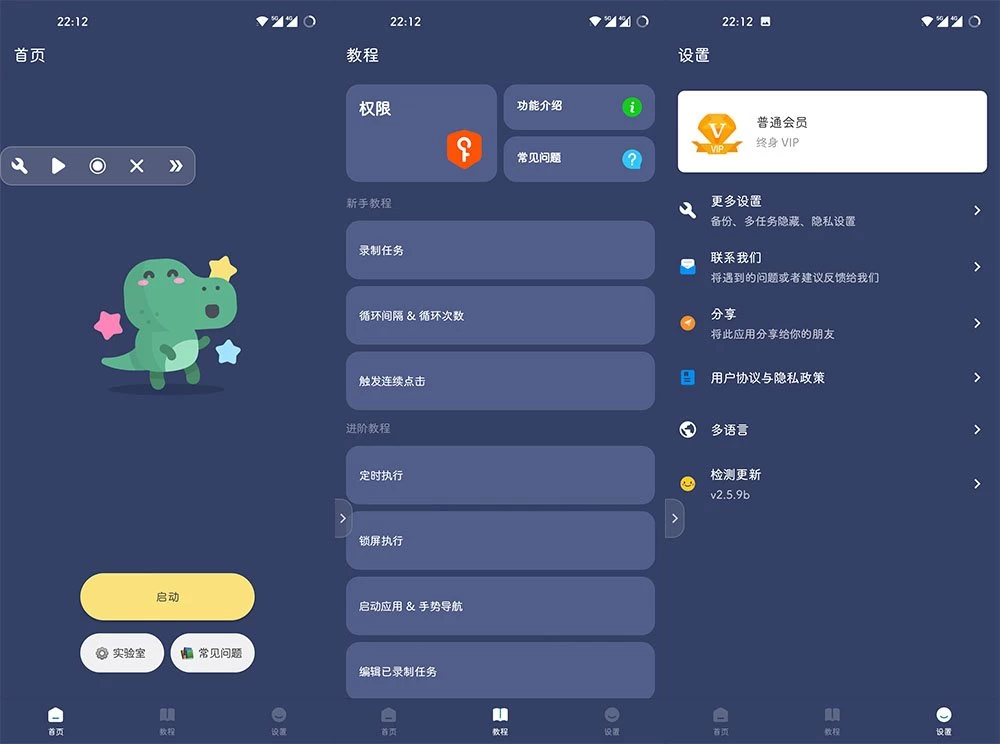 22:12
首页
启动
实验室
常见问题
首页
教程
设置
22:12
教程
权限
功能介绍
常见问题
新手教程
录制任务
循环间隔 & 循环次数
触发连续点击
进阶教程
定时执行
锁屏执行
启动应用 & 手势导航
编辑已录制任务
首页
教程
设置
22:12
设置
V
VIP
普通会员
终身 VIP
更多设置
备份、多任务隐藏、隐私设置
联系我们
将遇到的问题或者建议反馈给我们
分享
将此应用分享给你的朋友
用户协议与隐私政策
多语言
检测更新
v2.5.9b
首页
教程
设置